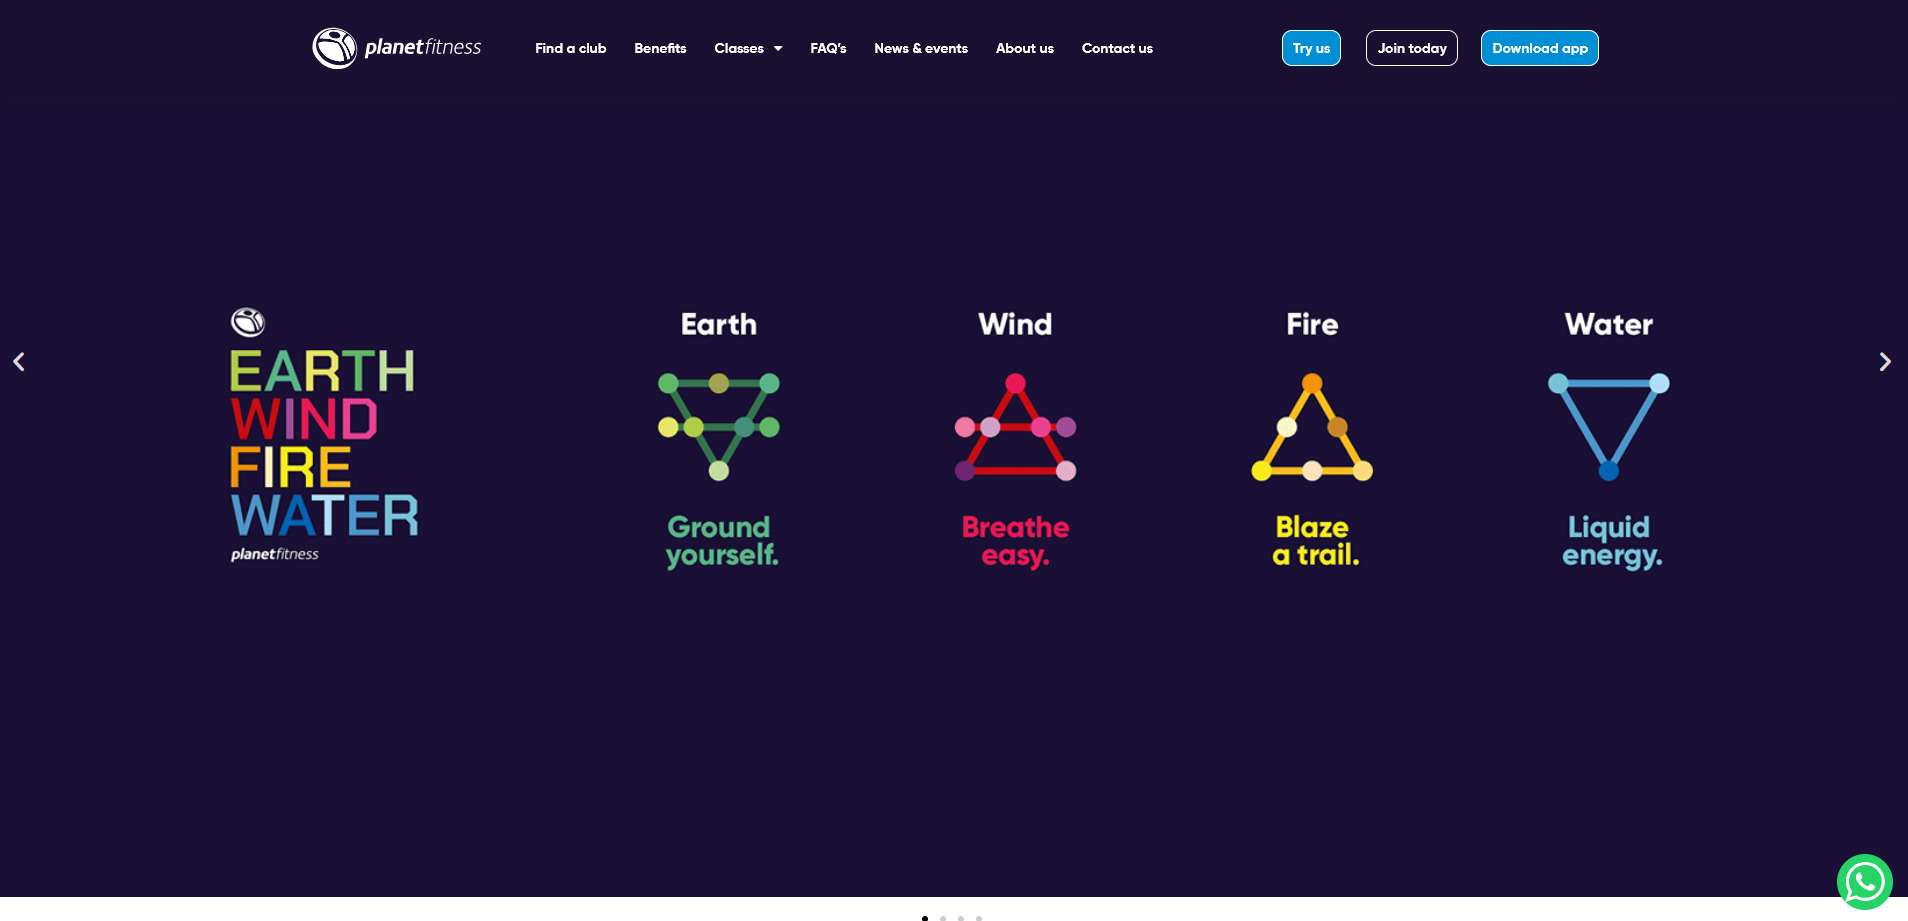 planetfitness
Find a club
Benefits
Classes
FAQ's
News & events
About us
Contact us
Try us
Join today
Download app
EARTH
WIND
FIRE
WATER
planetfitness
Earth
Ground
yourself.
Wind
Breathe
easy.
Fire
Blaze
a trail.
Water
Liquid
energy.